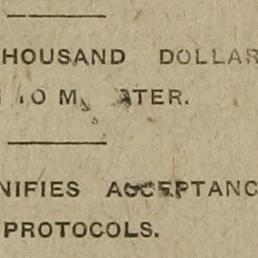 HOUSAND DOLLAR
NIFIES ACCEPTANC
PROTOCOLS.